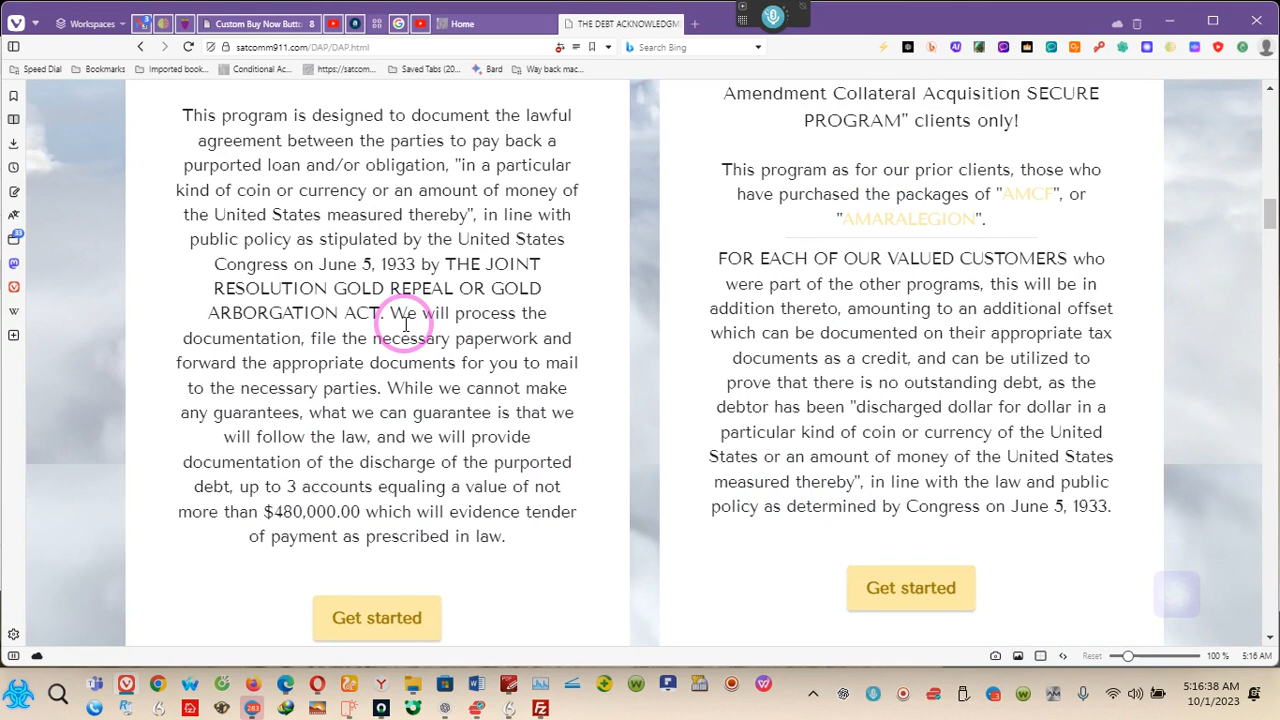 Workspaces
3
Custom Buy Now Butto
8
Home
THE DEBT ACKNOWLEDGM
satcomm911.com/DAP/DAP.html
Search Bing
Speed Dial
Bookmarks
Imported book...
Conditional Ac...
https://satcom...
Saved Tabs (20...
Bard
Way back mac...
This program is designed to document the lawful
agreement between the parties to pay back a
purported loan and/or obligation, "in a particular
kind of coin or currency or an amount of money of
the United States measured thereby", in line with
public policy as stipulated by the United States
Congress on June 5, 1933 by THE JOINT
RESOLUTION GOLD REPEAL OR GOLD
ARBORGATION ACT. We will process the
documentation, file the necessary paperwork and
forward the appropriate documents for you to mail
to the necessary parties. While we cannot make
any guarantees, what we can guarantee is that we
will follow the law, and we will provide
documentation of the discharge of the purported
debt, up to 3 accounts equaling a value of not
more than $480,000.00 which will evidence tender
of payment as prescribed in law.
Get started
Amendment Collateral Acquisition SECURE
PROGRAM" clients only!
This program as for our prior clients, those who
have purchased the packages of "AMCF", or
"AMARALEGION".
FOR EACH OF OUR VALUED CUSTOMERS who
were part of the other programs, this will be in
addition thereto, amounting to an additional offset
which can be documented on their appropriate tax
documents as a credit, and can be utilized to
prove that there is no outstanding debt, as the
debtor has been "discharged dollar for dollar in a
particular kind of coin or currency of the United
States or an amount of money of the United States
measured thereby", in line with the law and public
policy as determined by Congress on June 5, 1933.
Get started
Reset
100 %
5:16 AM
283
5:16:38 AM
10/1/2023